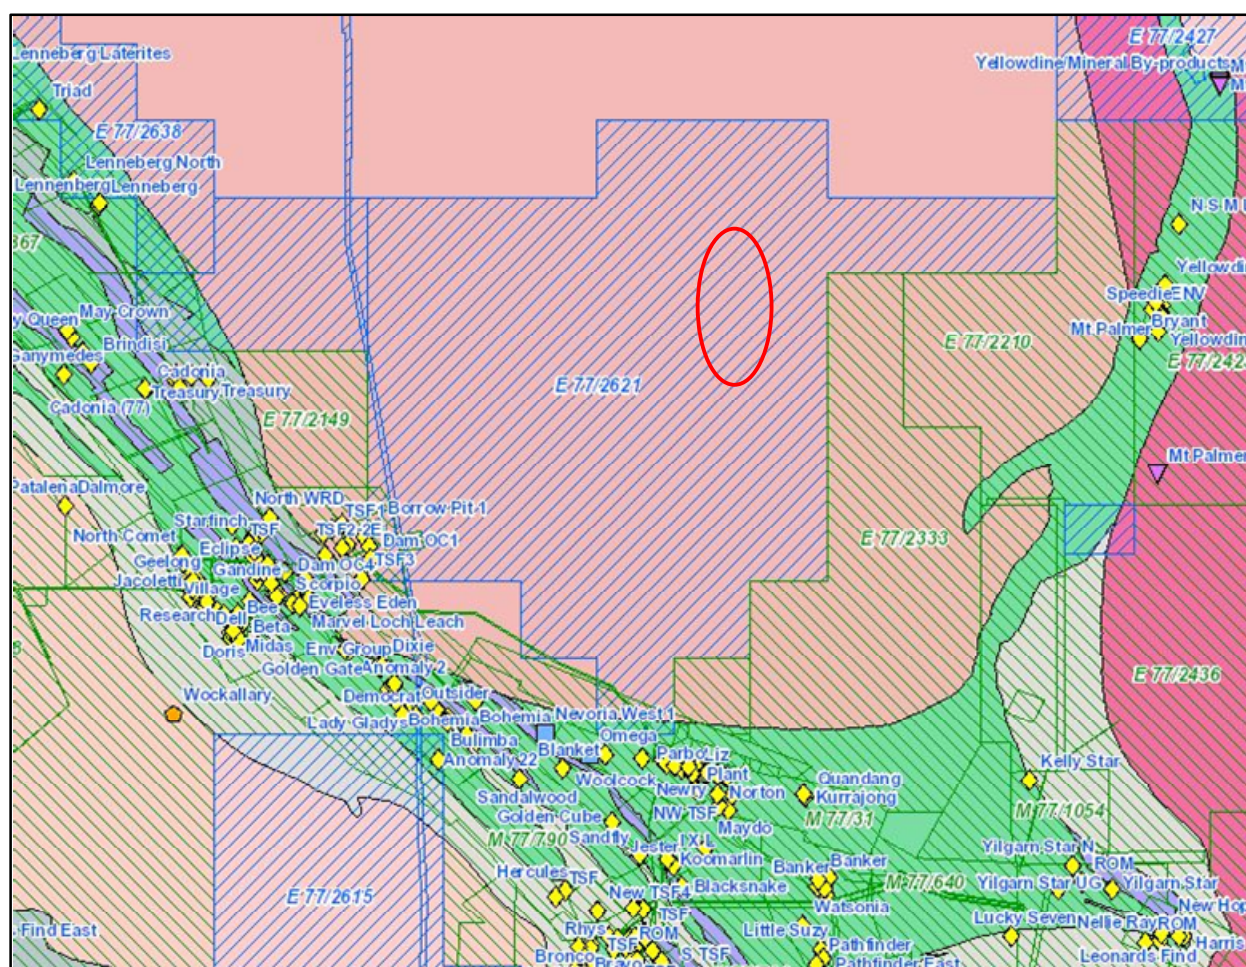 E 77/2427
Lenneberg Laterites
Yellowdine/Mineral By-products
Triad
E 77/2638
Lenneberg North
Lennenberg
Lenneberg
N S M
367
Yellowdin
May Crown
Speedie
ENV
y Queen
Mt Palmer
Bryant
Brindisi
E 77/2210
Yellowdin
Ganymedes
E 77/242
Cadonia
E 77/2621
Treasury
Treasury
Cadonia (77)
E 77/2149
Mt Palmer
Patalena
Dalmore
North WRD
TSF1
Borrow Pit 1
Starfinch
TSF
TSF2-2E
North Comet
Dam OC1
E 77/2333
Eclipse
Geelong
Gandine
Dam OC4
TSF3
Jacoletti
Village
Scorpio
Bee
Eveless Eden
Research
Dell
Beta
Marvel Loch Leach
Doris
Midas
Env Group
Dixie
Golden Gate
Anomaly 2
E 77/2436
Wockallary
Democrat
Outsider
Lady Gladys
Bohemia
Bohemia
Nevoria West 1
Bulimba
Omega
Anomaly 22
Blanket
Parbo
Liz
Kelly Star
Woolcock
Plant
Quandang
Sandalwood
Newry
Norton
Kurrajong
Golden Cube
NW TSF
M 77/31
M 77/1054
Maydo
M 77/790
Sandfly
IXL
Jester
Koomarlin
Banker
Banker
Yilgarn Star N
ROM
Hercules
TSF
New TSF4
Blacksnake
M 77/640
Yilgarn Star UG
Yilgarn Star
E 77/2615
Watsonia
New Hop
TSF
Lucky Seven
Nellie Ray
ROM
Find East
Rhys
ROM
Little Suzy
Harris
TSF
Pathfinder
Leonards Find
Bronco
Bravo
S TSF
Pathfinder East